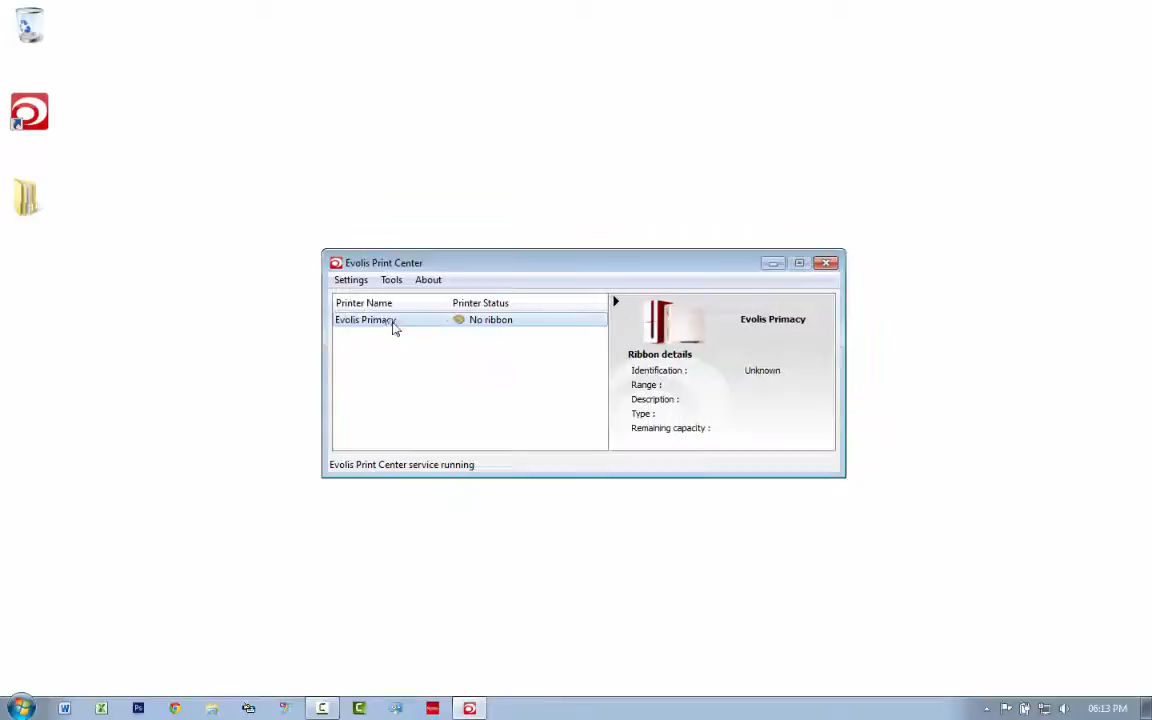 Evolis Print Center
Settings Tools About
Printer Name Printer Status
Evolis Primacy No ribbon
Evolis Primacy
Ribbon details
Identification : Unknown
Range :
Description :
Type :
Remaining capacity :
Evolis Print Center service running
06:13 PM